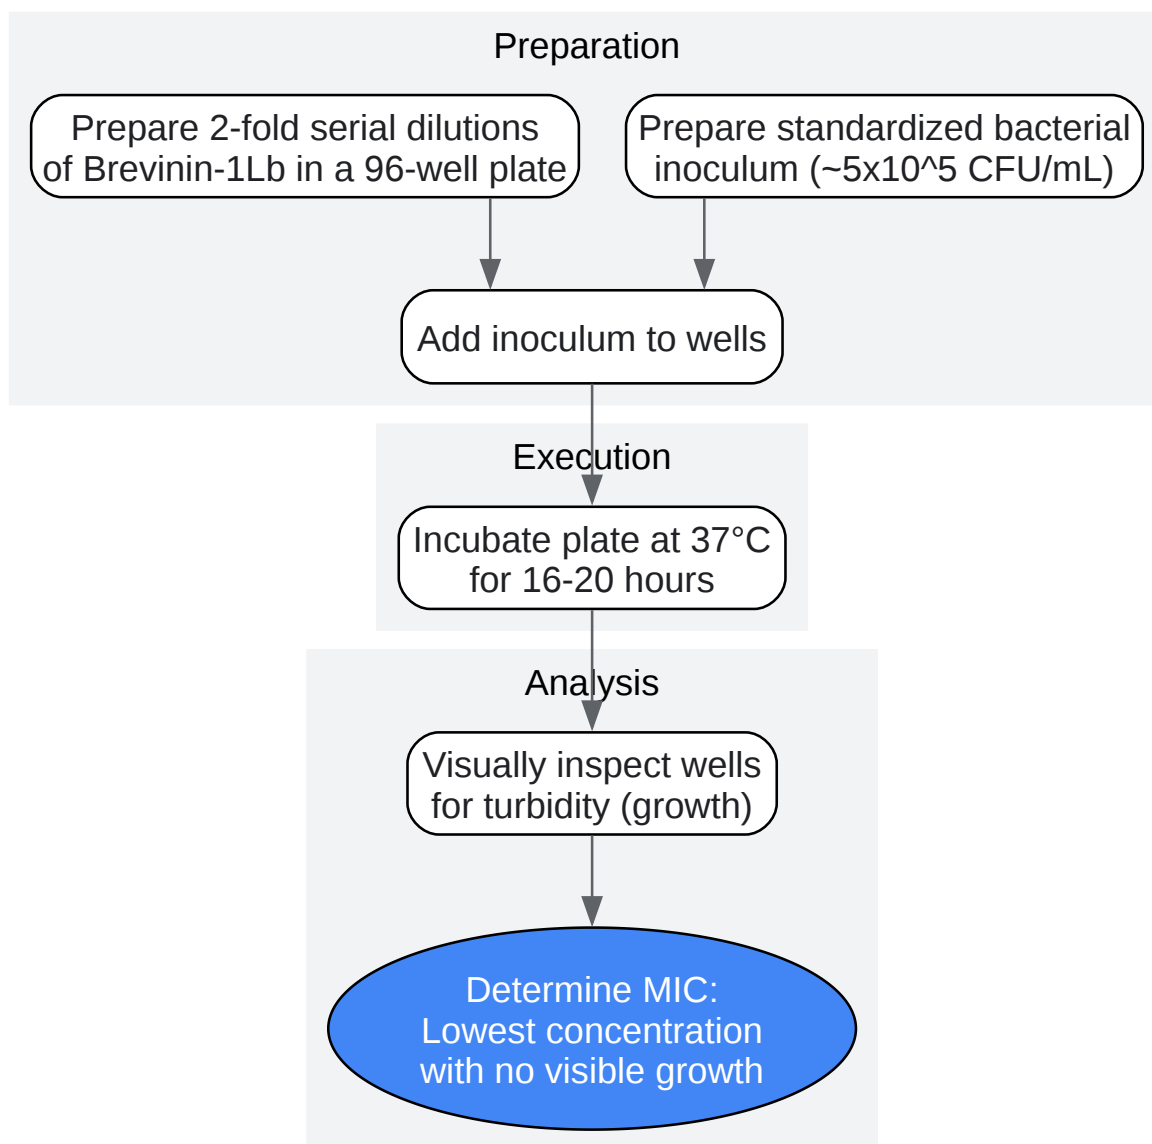 Preparation
Prepare 2-fold serial dilutions
of Brevinin-1Lb in a 96-well plate
Prepare standardized bacterial
inoculum (~5x10^5 CFU/mL)
Add inoculum to wells
Execution
Incubate plate at 37°C
for 16-20 hours
Analysis
Visually inspect wells
for turbidity (growth)
Determine MIC:
Lowest concentration
with no visible growth